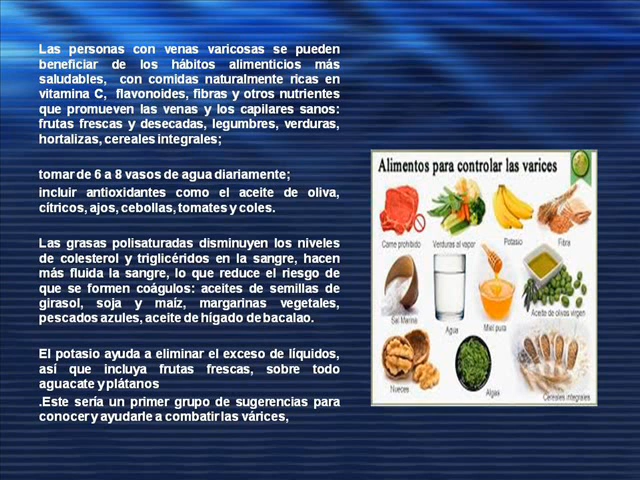 Las personas con venas varicosas se pueden
beneficiar de los hábitos alimenticios más
saludables, con comidas naturalmente ricas en
vitamina C, flavonoides, fibras y otros nutrientes
que promueven las venas y los capilares sanos:
frutas frescas y desecadas, legumbres, verduras,
hortalizas, cereales integrales;
tomar de 6 a 8 vasos de agua diariamente;
incluir antioxidantes como el aceite de oliva,
cítricos, ajos, cebollas, tomates y coles.
Las grasas polisaturadas disminuyen los niveles
de colesterol y triglicéridos en la sangre, hacen
más fluida la sangre, lo que reduce el riesgo de
que se formen coágulos: aceites de semillas de
girasol, soja y maíz, margarinas vegetales,
pescados azules, aceite de hígado de bacalao.
El potasio ayuda a eliminar el exceso de líquidos,
así que incluya frutas frescas, sobre todo
aguacate y plátanos
.Este sería un primer grupo de sugerencias para
conocer y ayudarle a combatir las várices,
Alimentos para controlar las varices
Carne prohibido
Verduras al vapor
Potasio
Fibra
Sal Marina
Agua
Miel pura
Aceite de olivas virgen
Nueces
Algas
Cereales integrales